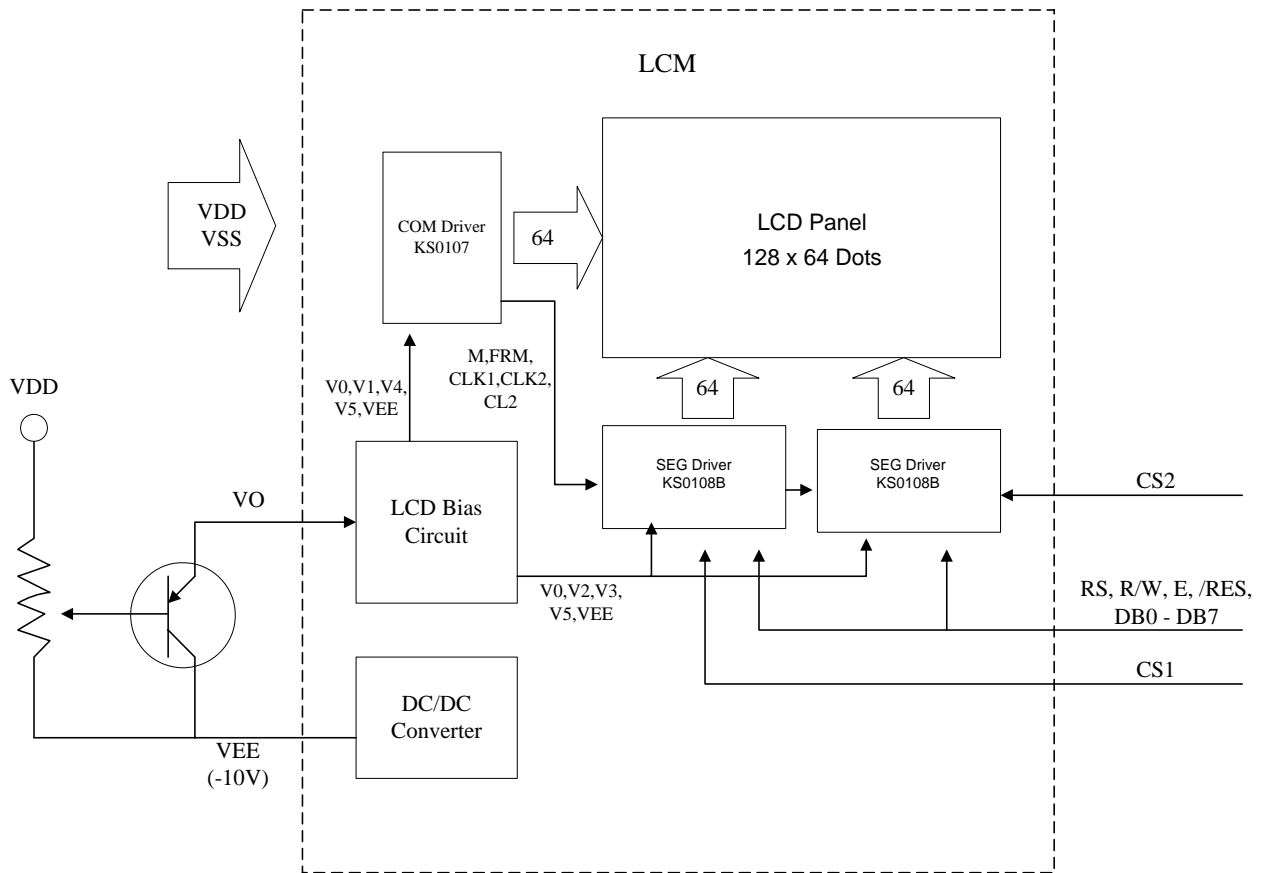 LCM
VDD
VSS
COM Driver
KS0107
64
LCD Panel
128 x 64 Dots
VDD
V0,V1,V4,
V5,VEE
M,FRM,
CLK1,CLK2,
CL2
64
64
SEG Driver
KS0108B
SEG Driver
KS0108B
CS2
VO
LCD Bias
Circuit
V0,V2,V3,
V5,VEE
RS, R/W, E, /RES,
DB0 - DB7
CS1
DC/DC
Converter
VEE
(-10V)